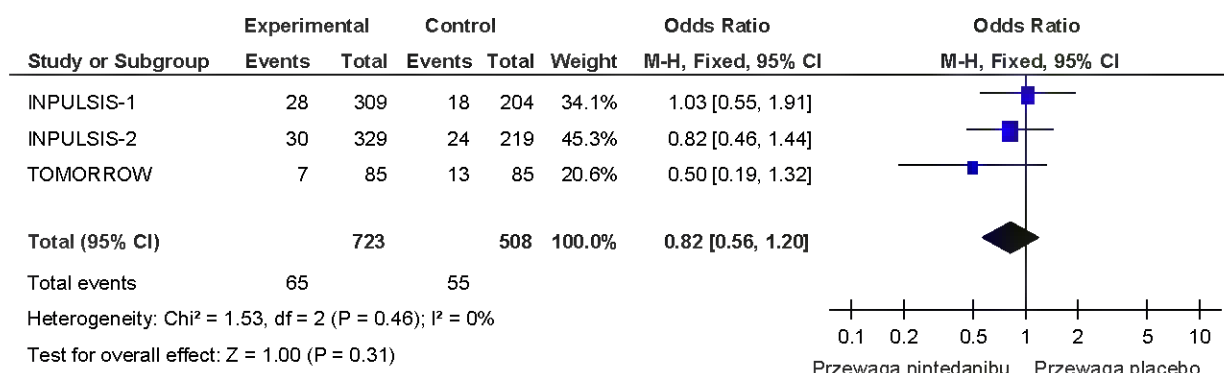 Experimental Control Odds Ratio Odds Ratio
Study or Subgroup Events Total Events Total Weight M-H, Fixed, 95% CI M-H, Fixed, 95% CI
INPULSIS-1 28 309 18 204 34.1% 1.03 [0.55, 1.91]
INPULSIS-2 30 329 24 219 45.3% 0.82 [0.46, 1.44]
TOMORROW 7 85 13 85 20.6% 0.50 [0.19, 1.32]
Total (95% CI) 723 508 100.0% 0.82 [0.56, 1.20]
Total events 65 55
Heterogeneity: Chi² = 1.53, df = 2 (P = 0.46); I² = 0%
Test for overall effect: Z = 1.00 (P = 0.31)
0.1 0.2 0.5 1 2 5 10
Przewaga nintedanibu Przewaga placebo